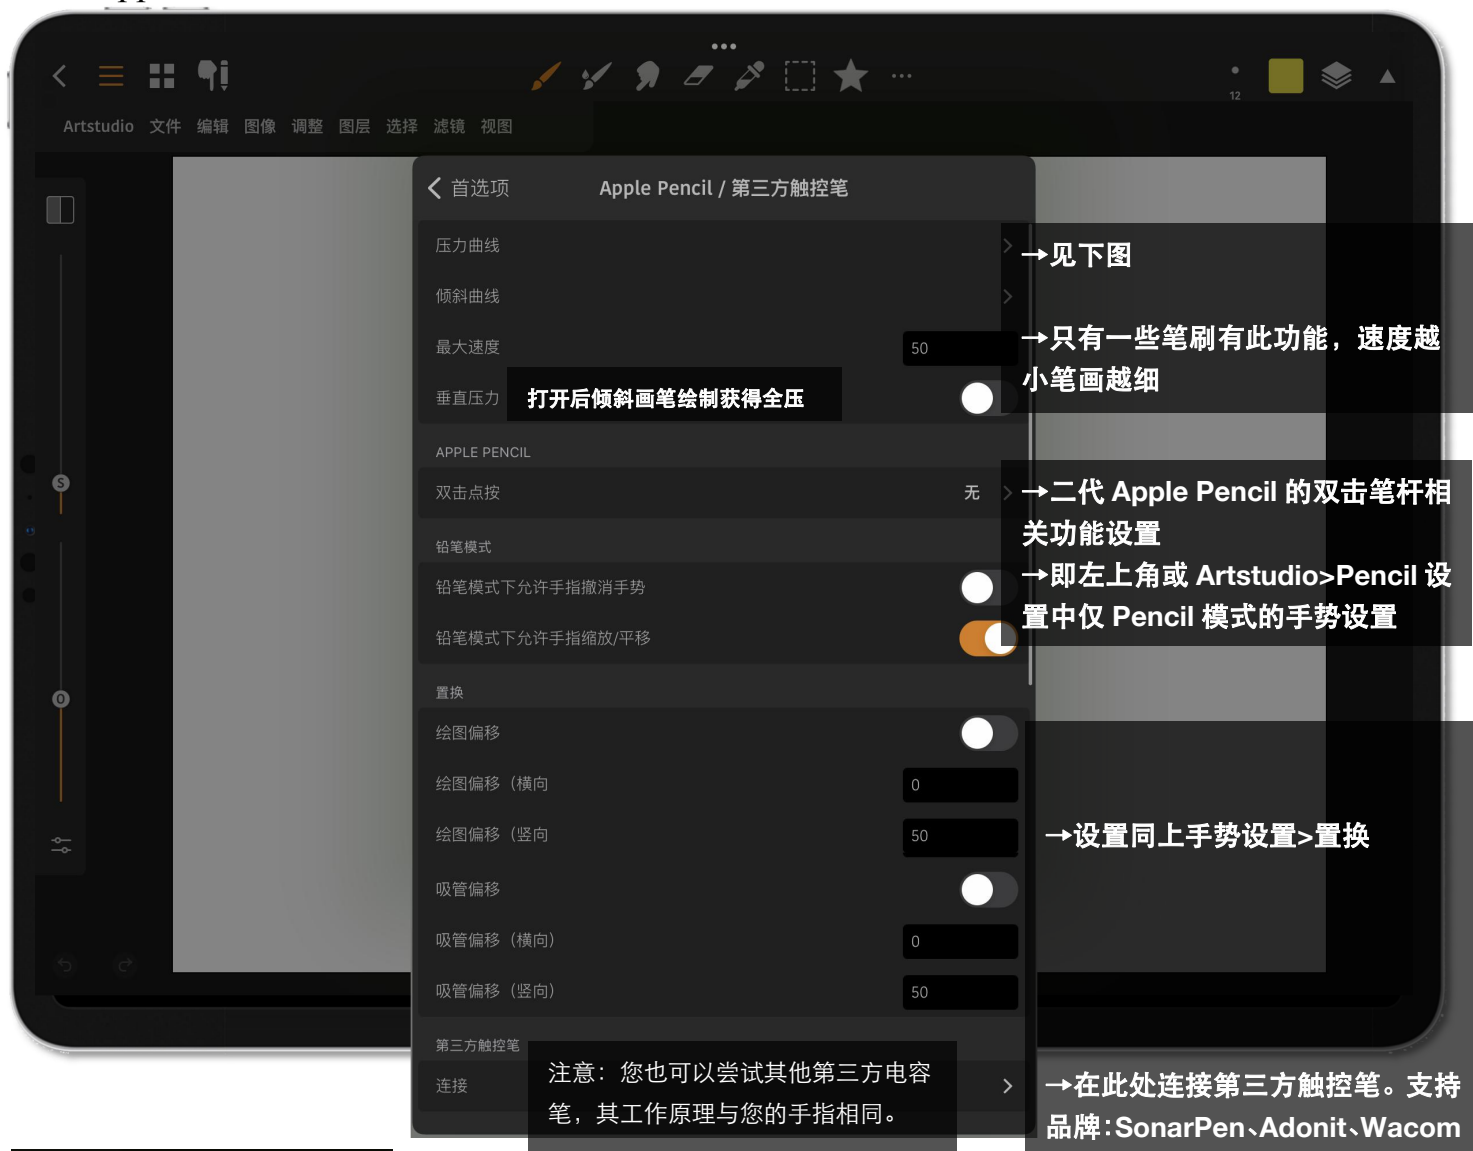 12
Artstudio 文件 编辑 图像 调整 图层 选择 滤镜 视图
首选项 Apple Pencil / 第三方触控笔
压力曲线
→见下图
倾斜曲线
最大速度 50
→只有一些笔刷有此功能，速度越
小笔画越细
垂直压力 打开后倾斜画笔绘制获得全压
APPLE PENCIL
双击点按 无
→二代 Apple Pencil 的双击笔杆相
关功能设置
铅笔模式
铅笔模式下允许手指撤消手势
→即左上角或 Artstudio>Pencil 设
置中仅 Pencil 模式的手势设置
铅笔模式下允许手指缩放/平移
置换
绘图偏移
绘图偏移（横向 0
绘图偏移（竖向 50
→设置同上手势设置>置换
吸管偏移
吸管偏移（横向） 0
吸管偏移（竖向） 50
第三方触控笔
连接
注意：您也可以尝试其他第三方电容
笔，其工作原理与您的手指相同。
→在此处连接第三方触控笔。支持
品牌：SonarPen、Adonit、Wacom
S
O